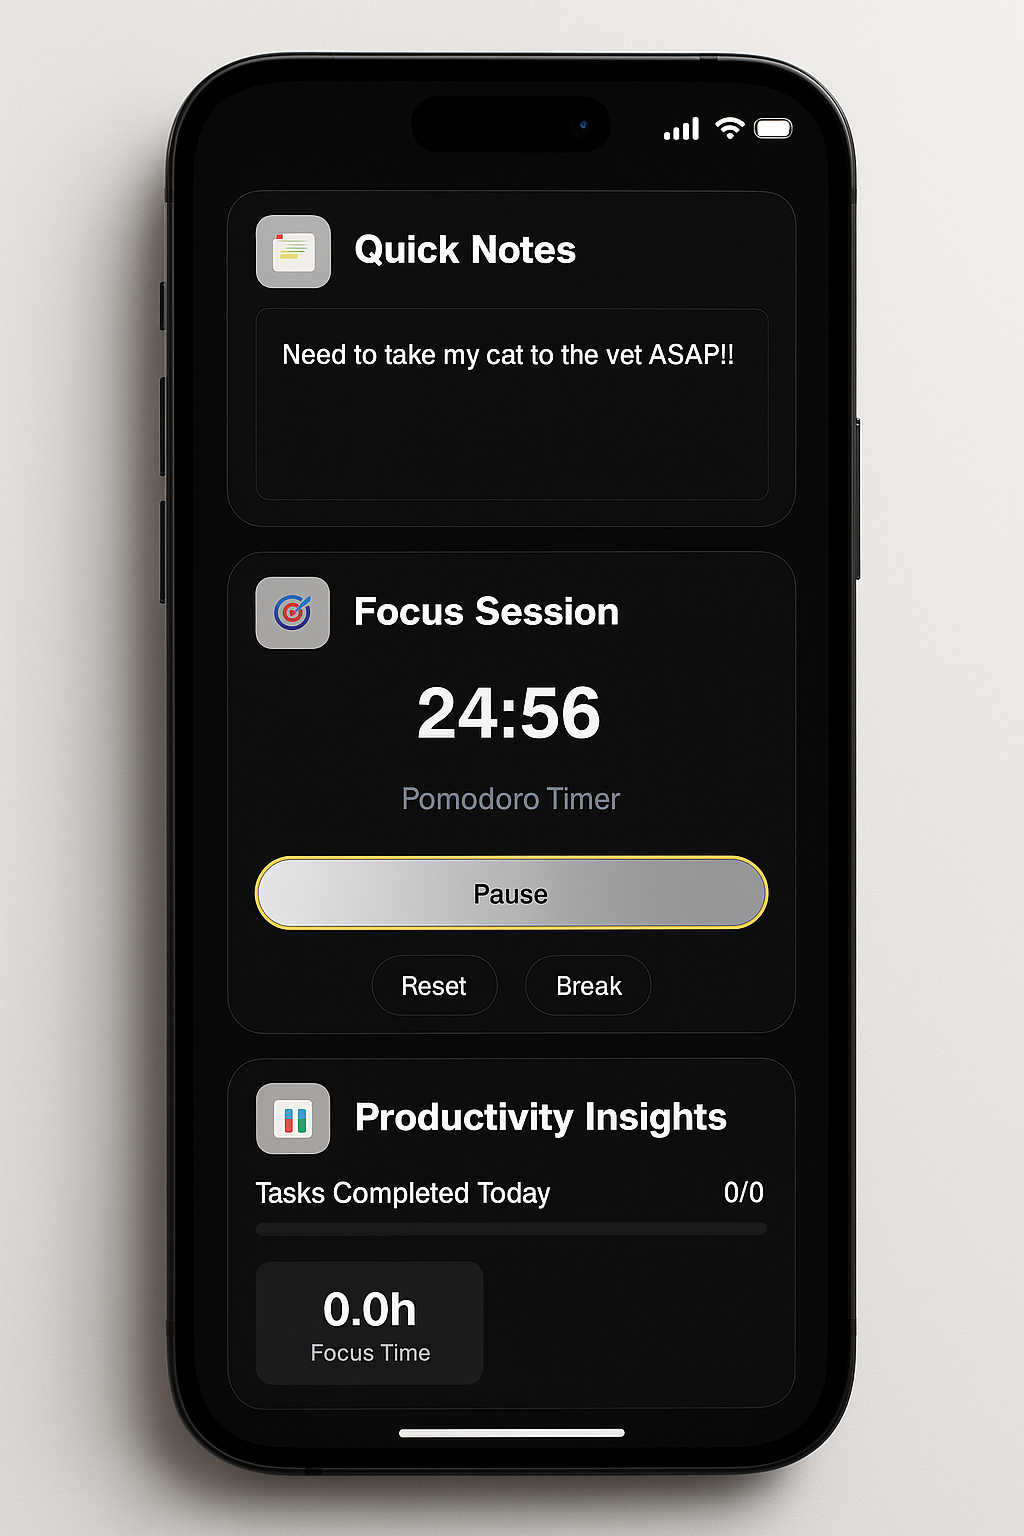 Quick Notes
Need to take my cat to the vet ASAP!!
Focus Session
24:56
Pomodoro Timer
Pause
Reset
Break
Productivity Insights
Tasks Completed Today 0/0
0.0h
Focus Time